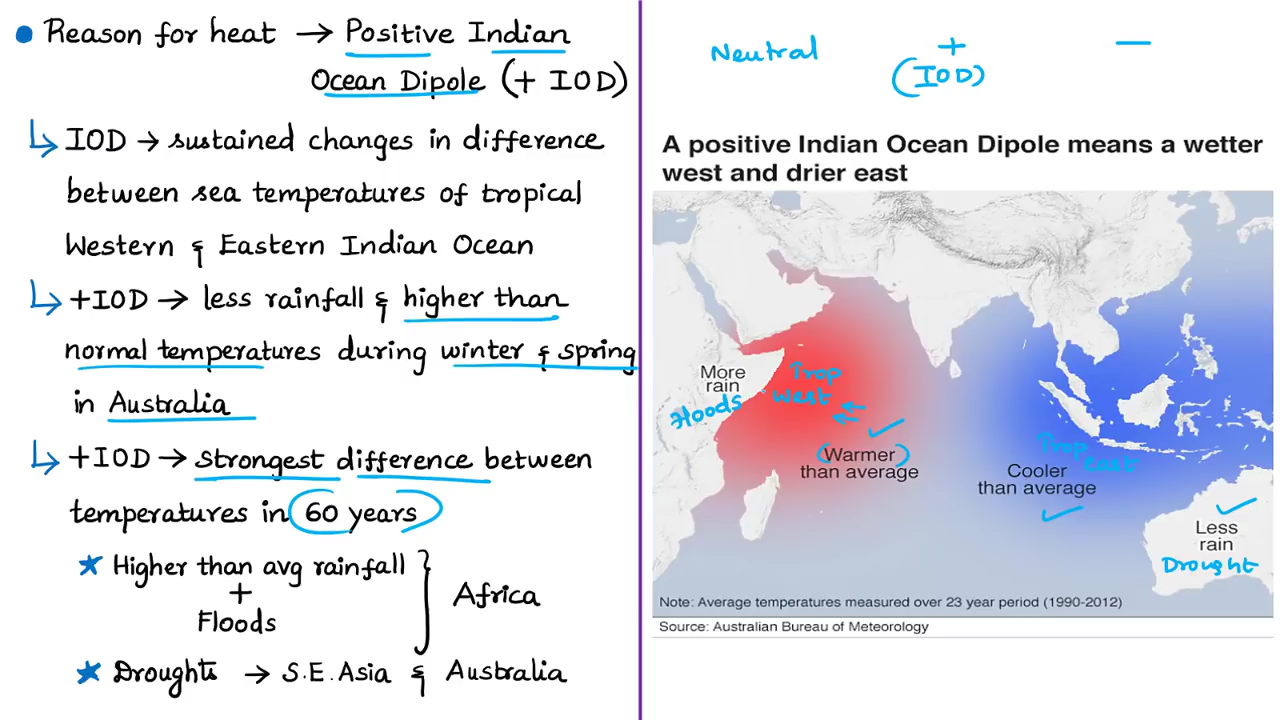 Reason for heat → Positive Indian
Ocean Dipole (+ IOD)
IOD → sustained changes in difference
between sea temperatures of tropical
Western & Eastern Indian Ocean
+IOD → less rainfall & higher than
normal temperatures during winter & spring
in Australia
+IOD → strongest difference between
temperatures in 60 years
★ Higher than avg rainfall
+
Floods
Africa
★ Droughts → S.E. Asia & Australia
Neutral + —
(IOD)
A positive Indian Ocean Dipole means a wetter
west and drier east
More
rain
Floods
Trop
west
Warmer
than average
Trop
east
Cooler
than average
Less
rain
Drought
Note: Average temperatures measured over 23 year period (1990-2012)
Source: Australian Bureau of Meteorology